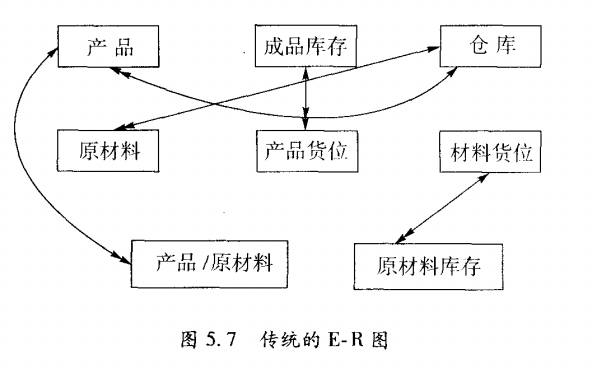 产品 成品库存 仓库
原材料 产品货位 材料货位
产品/原材料 原材料库存
图 5.7 传统的 E-R 图